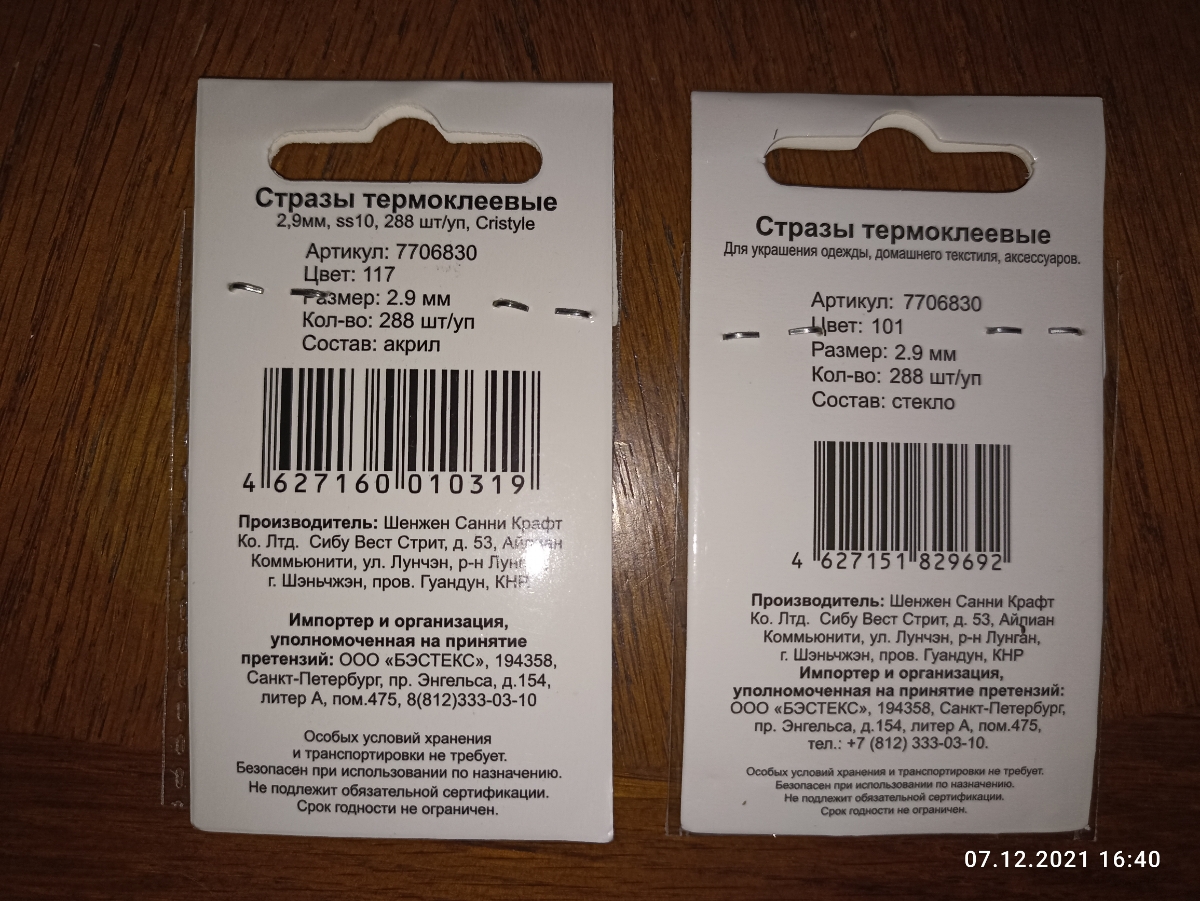 Стразы термоклеевые
2,9мм, ss10, 288 шт/уп, Cristyle
Артикул: 7706830
Цвет: 117
Размер: 2.9 мм
Кол-во: 288 шт/уп
Состав: акрил
4 627160 010319
Производитель: Шенжен Санни Крафт
Ко. Лтд. Сибу Вест Стрит, д. 53, Айлиан
Коммьюнити, ул. Лунчэн, р-н
г. Шэньчжэн, пров. Гуандун, КНР
Импортер и организация,
уполномоченная на принятие
претензий: ООО «БЭСТЕКС», 194358,
Санкт-Петербург, пр. Энгельса, д.154,
литер А, пом.475, 8(812)333-03-10
Особых условий хранения
и транспортировки не требует.
Безопасен при использовании по назначению.
Не подлежит обязательной сертификации.
Срок годности не ограничен.
Стразы термоклеевые
Для украшения одежды, домашнего текстиля, аксессуаров.
Артикул: 7706830
Цвет: 101
Размер: 2.9 мм
Кол-во: 288 шт/уп
Состав: стекло
4 627151 829692
Производитель: Шенжен Санни Крафт
Ко. Лтд. Сибу Вест Стрит, д. 53, Айлиан
Коммьюнити, ул. Лунчэн, р-н Лунган,
г. Шэньчжэн, пров. Гуандун, КНР
Импортер и организация,
уполномоченная на принятие претензий:
ООО «БЭСТЕКС», 194358, Санкт-Петербург,
пр. Энгельса, д.154, литер А, пом.475,
тел.: +7 (812) 333-03-10.
Особых условий хранения и транспортировки не требует.
Безопасен при использовании по назначению.
Не подлежит обязательной сертификации.
Срок годности не ограничен.
07.12.2021 16:40